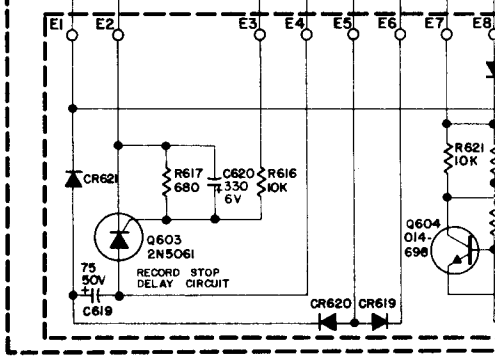 E1 E2 E3 E4 E5 E6 E7 E8
CR621
R617
680
C620
330
6V
R616
10K
R621
10K
Q603
2N5061
Q604
014-
698
RECORD STOP
DELAY CIRCUIT
75
50V
C619
CR620 CR619